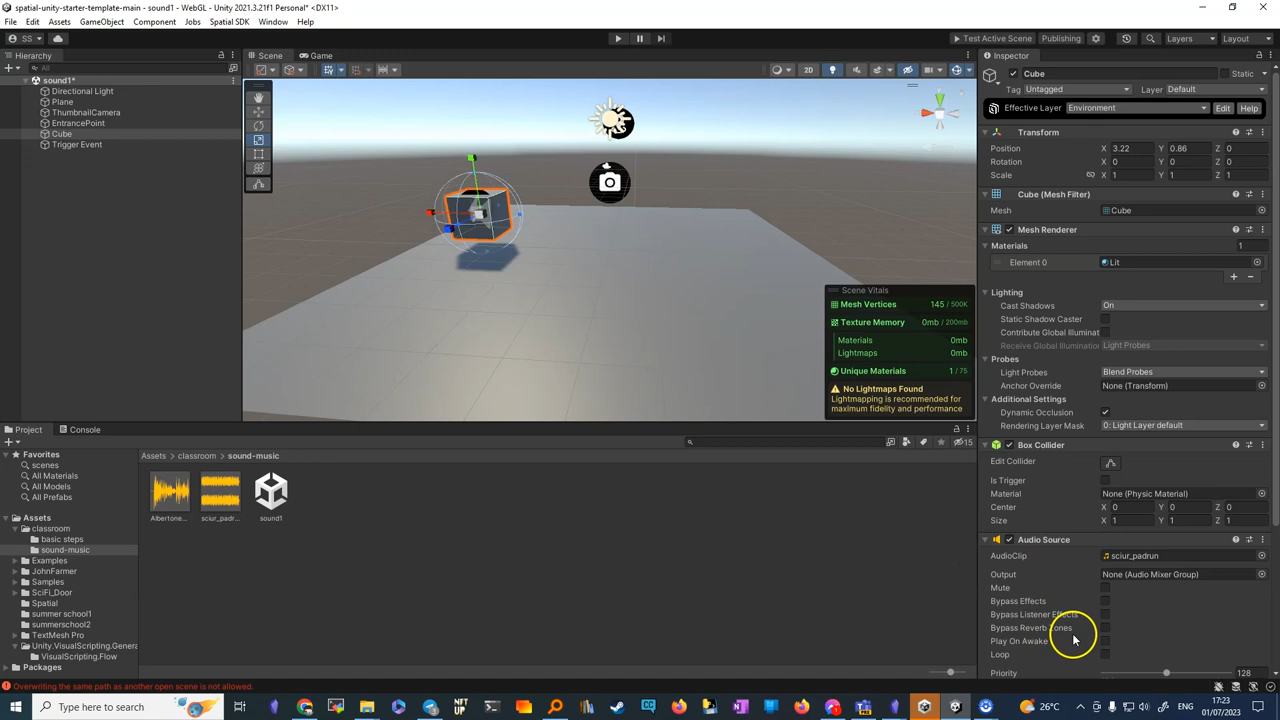 spatial-unity-starter-template-main - sound1 - WebGL - Unity 2021.3.21f1 Personal* <DX11>
File Edit Assets GameObject Component Jobs Spatial SDK Window Help
SS Test Active Scene Publishing Layers Layout
Hierarchy Scene Game Inspector
All
sound1*
Directional Light
Plane
ThumbnailCamera
EntrancePoint
Cube
Trigger Event
2D
Scene Vitals
Mesh Vertices 145 / 500K
Texture Memory 0mb / 200mb
Materials 0mb
Lightmaps 0mb
Unique Materials 1 / 75
No Lightmaps Found
Lightmapping is recommended for
maximum fidelity and performance
Cube Static
Tag Untagged Layer Default
Effective Layer Environment Edit Help
Transform
Position X 3.22 Y 0.86 Z 0
Rotation X 0 Y 0 Z 0
Scale X 1 Y 1 Z 1
Cube (Mesh Filter)
Mesh Cube
Mesh Renderer
Materials 1
Element 0 Lit
Lighting
Cast Shadows On
Static Shadow Caster
Contribute Global Illuminat
Receive Global Illumination Light Probes
Probes
Light Probes Blend Probes
Anchor Override None (Transform)
Additional Settings
Dynamic Occlusion
Rendering Layer Mask 0: Light Layer default
Box Collider
Edit Collider
Is Trigger
Material None (Physic Material)
Center X 0 Y 0 Z 0
Size X 1 Y 1 Z 1
Audio Source
AudioClip sciur_padrun
Output None (Audio Mixer Group)
Mute
Bypass Effects
Bypass Listener Effects
Bypass Reverb Zones
Play On Awake
Loop
Priority 128
Project Console
15
Favorites
scenes
All Materials
All Models
All Prefabs
Assets
classroom
basic steps
sound-music
Examples
JohnFarmer
Samples
SciFi_Door
Spatial
summer school1
summerschool2
TextMesh Pro
Unity.VisualScripting.Genera
VisualScripting.Flow
Packages
Assets classroom sound-music
Albertone... sciur_padr... sound1
Overwriting the same path as another open scene is not allowed.
Type here to search
26°C ENG 17:23
01/07/2023